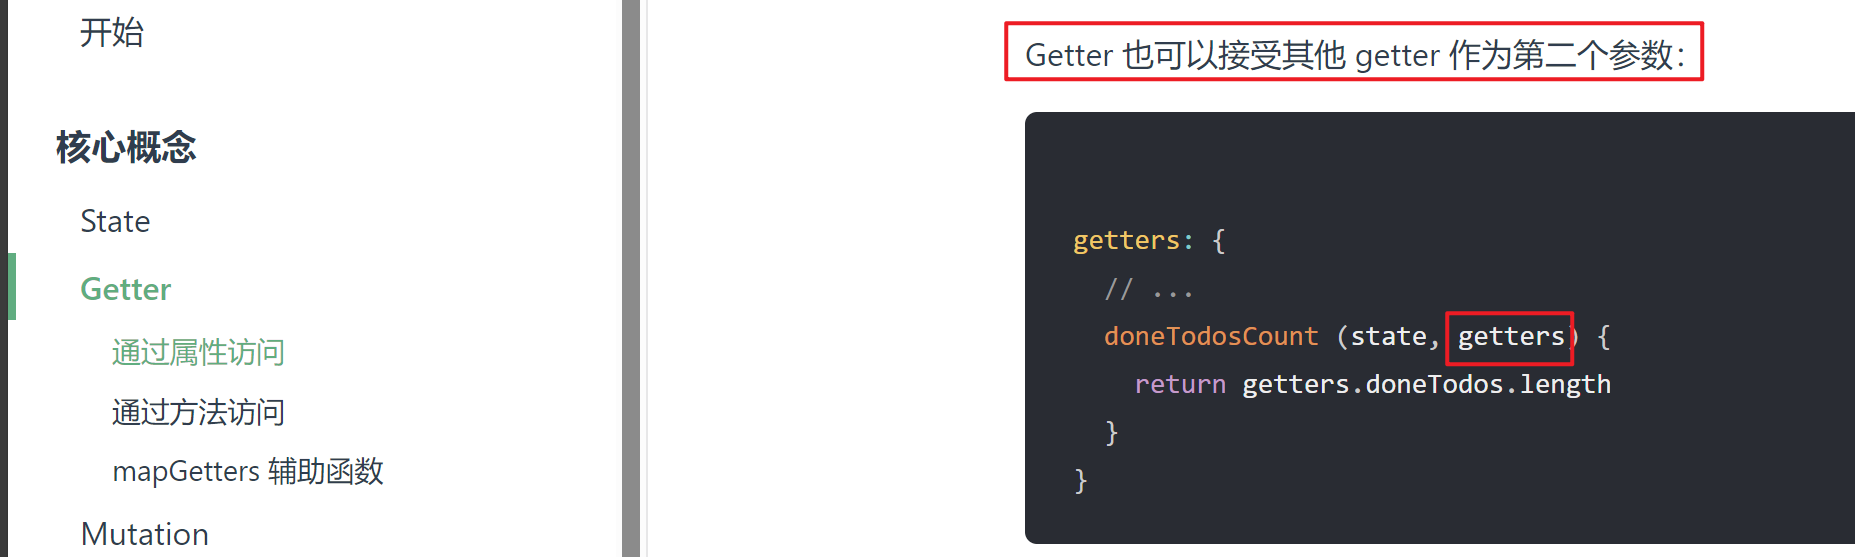 开始
核心概念
State
Getter
通过属性访问
通过方法访问
mapGetters 辅助函数
Mutation
Getter 也可以接受其他 getter 作为第二个参数：
getters: {
  // ...
  doneTodosCount (state, getters) {
    return getters.doneTodos.length
  }
}